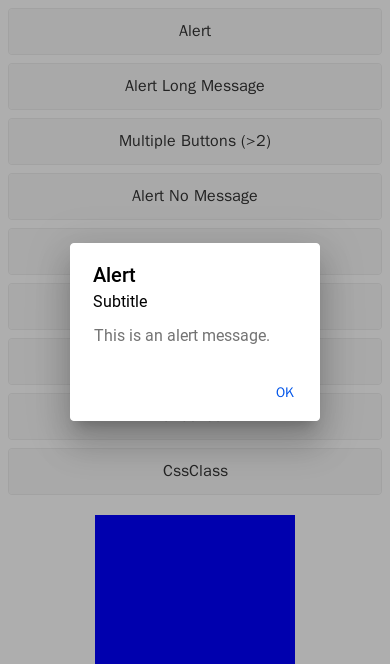 Alert
Alert Long Message
Multiple Buttons (>2)
Alert No Message
Alert
Subtitle
This is an alert message.
OK
CssClass